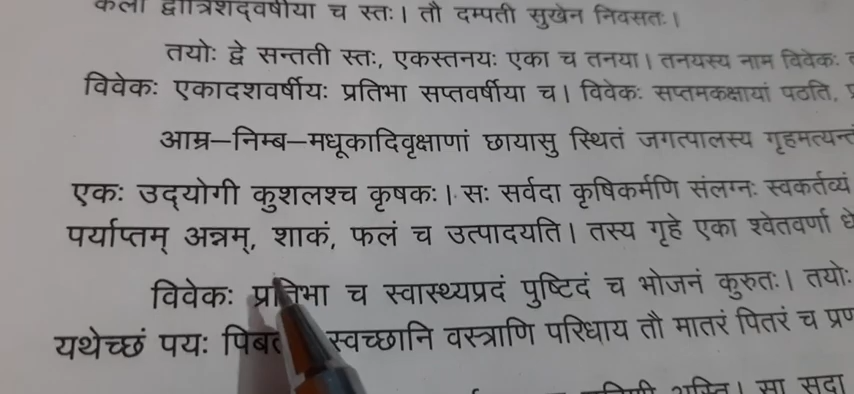 कला द्वात्रिंशद्वर्षीया च स्तः। तौ दम्पती सुखेन निवसतः।
तयोः द्वे सन्तती स्तः, एकस्तनयः एका च तनया। तनयस्य नाम विवेकः
विवेकः एकादशवर्षीयः प्रतिभा सप्तवर्षीया च। विवेकः सप्तमकक्षायां पठति,
आम्र–निम्ब–मधूकादिवृक्षाणां छायासु स्थितं जगत्पालस्य
एकः उद्‌योगी कुशलश्च कृषकः। सः सर्वदा कृषिकर्मणि संलग्नः स्वकर्तव्यं
पर्याप्तम् अन्नम्, शाकं, फलं च उत्पादयति। तस्य गृहे एका श्वेतवर्णा
विवेकः प्रतिभा च स्वास्थ्यप्रदं पुष्टिदं च भोजनं कुरुतः। तयोः
यथेच्छं पयः स्वच्छानि वस्त्राणि परिधाय तौ मातरं पितरं च
सा सदा